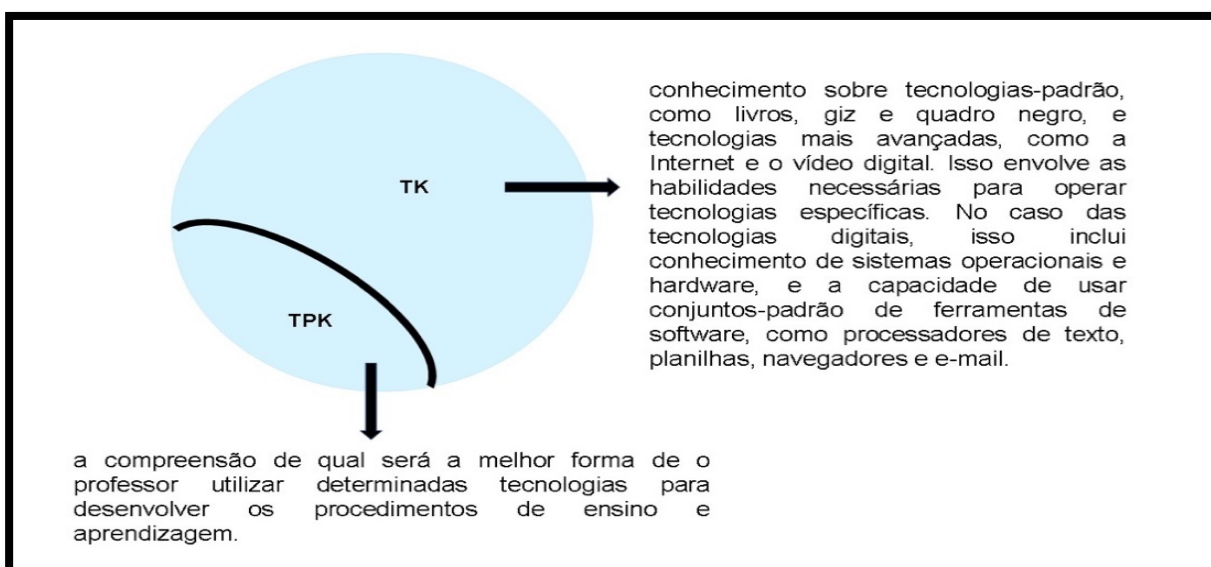 conhecimento sobre tecnologias-padrão,
como livros, giz e quadro negro, e
tecnologias mais avançadas, como a
Internet e o vídeo digital. Isso envolve as
habilidades necessárias para operar
tecnologias específicas. No caso das
tecnologias digitais, isso inclui
conhecimento de sistemas operacionais e
hardware, e a capacidade de usar
conjuntos-padrão de ferramentas de
software, como processadores de texto,
planilhas, navegadores e e-mail.
TK
TPK
a compreensão de qual será a melhor forma de o
professor utilizar determinadas tecnologias para
desenvolver os procedimentos de ensino e
aprendizagem.